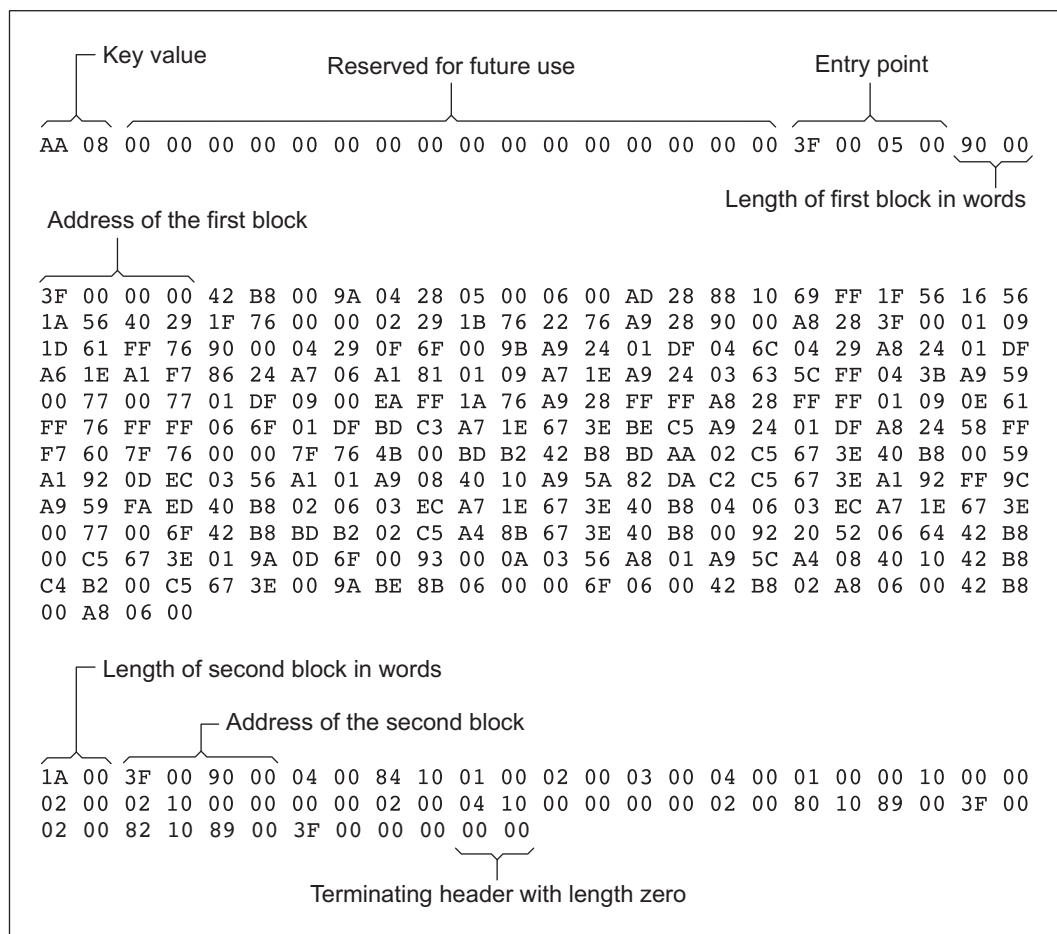 Key value
Reserved for future use
Entry point
AA 08 00 00 00 00 00 00 00 00 00 00 00 00 00 00 00 00 3F 00 05 00 90 00
Length of first block in words
Address of the first block
3F 00 00 00 42 B8 00 9A 04 28 05 00 06 00 AD 28 88 10 69 FF 1F 56 16 56
1A 56 40 29 1F 76 00 00 02 29 1B 76 22 76 A9 28 90 00 A8 28 3F 00 01 09
1D 61 FF 76 90 00 04 29 0F 6F 00 9B A9 24 01 DF 04 6C 04 29 A8 24 01 DF
A6 1E A1 F7 86 24 A7 06 A1 81 01 09 A7 1E A9 24 03 63 5C FF 04 3B A9 59
00 77 00 77 01 DF 09 00 EA FF 1A 76 A9 28 FF FF A8 28 FF FF 01 09 0E 61
FF 76 FF FF 06 6F 01 DF BD C3 A7 1E 67 3E BE C5 A9 24 01 DF A8 24 58 FF
F7 60 7F 76 00 00 7F 76 4B 00 BD B2 42 B8 BD AA 02 C5 67 3E 40 B8 00 59
A1 92 0D EC 03 56 A1 01 A9 08 40 10 A9 5A 82 DA C2 C5 67 3E A1 92 FF 9C
A9 59 FA ED 40 B8 02 06 03 EC A7 1E 67 3E 40 B8 04 06 03 EC A7 1E 67 3E
00 77 00 6F 42 B8 BD B2 02 C5 A4 8B 67 3E 40 B8 00 92 20 52 06 64 42 B8
00 C5 67 3E 01 9A 0D 6F 00 93 00 0A 03 56 A8 01 A9 5C A4 08 40 10 42 B8
C4 B2 00 C5 67 3E 00 9A BE 8B 06 00 00 6F 06 00 42 B8 02 A8 06 00 42 B8
00 A8 06 00
Length of second block in words
Address of the second block
1A 00 3F 00 90 00 04 00 84 10 01 00 02 00 03 00 04 00 01 00 00 10 00 00
02 00 02 10 00 00 00 00 02 00 04 10 00 00 00 00 02 00 80 10 89 00 3F 00
02 00 82 10 89 00 3F 00 00 00 00 00
Terminating header with length zero